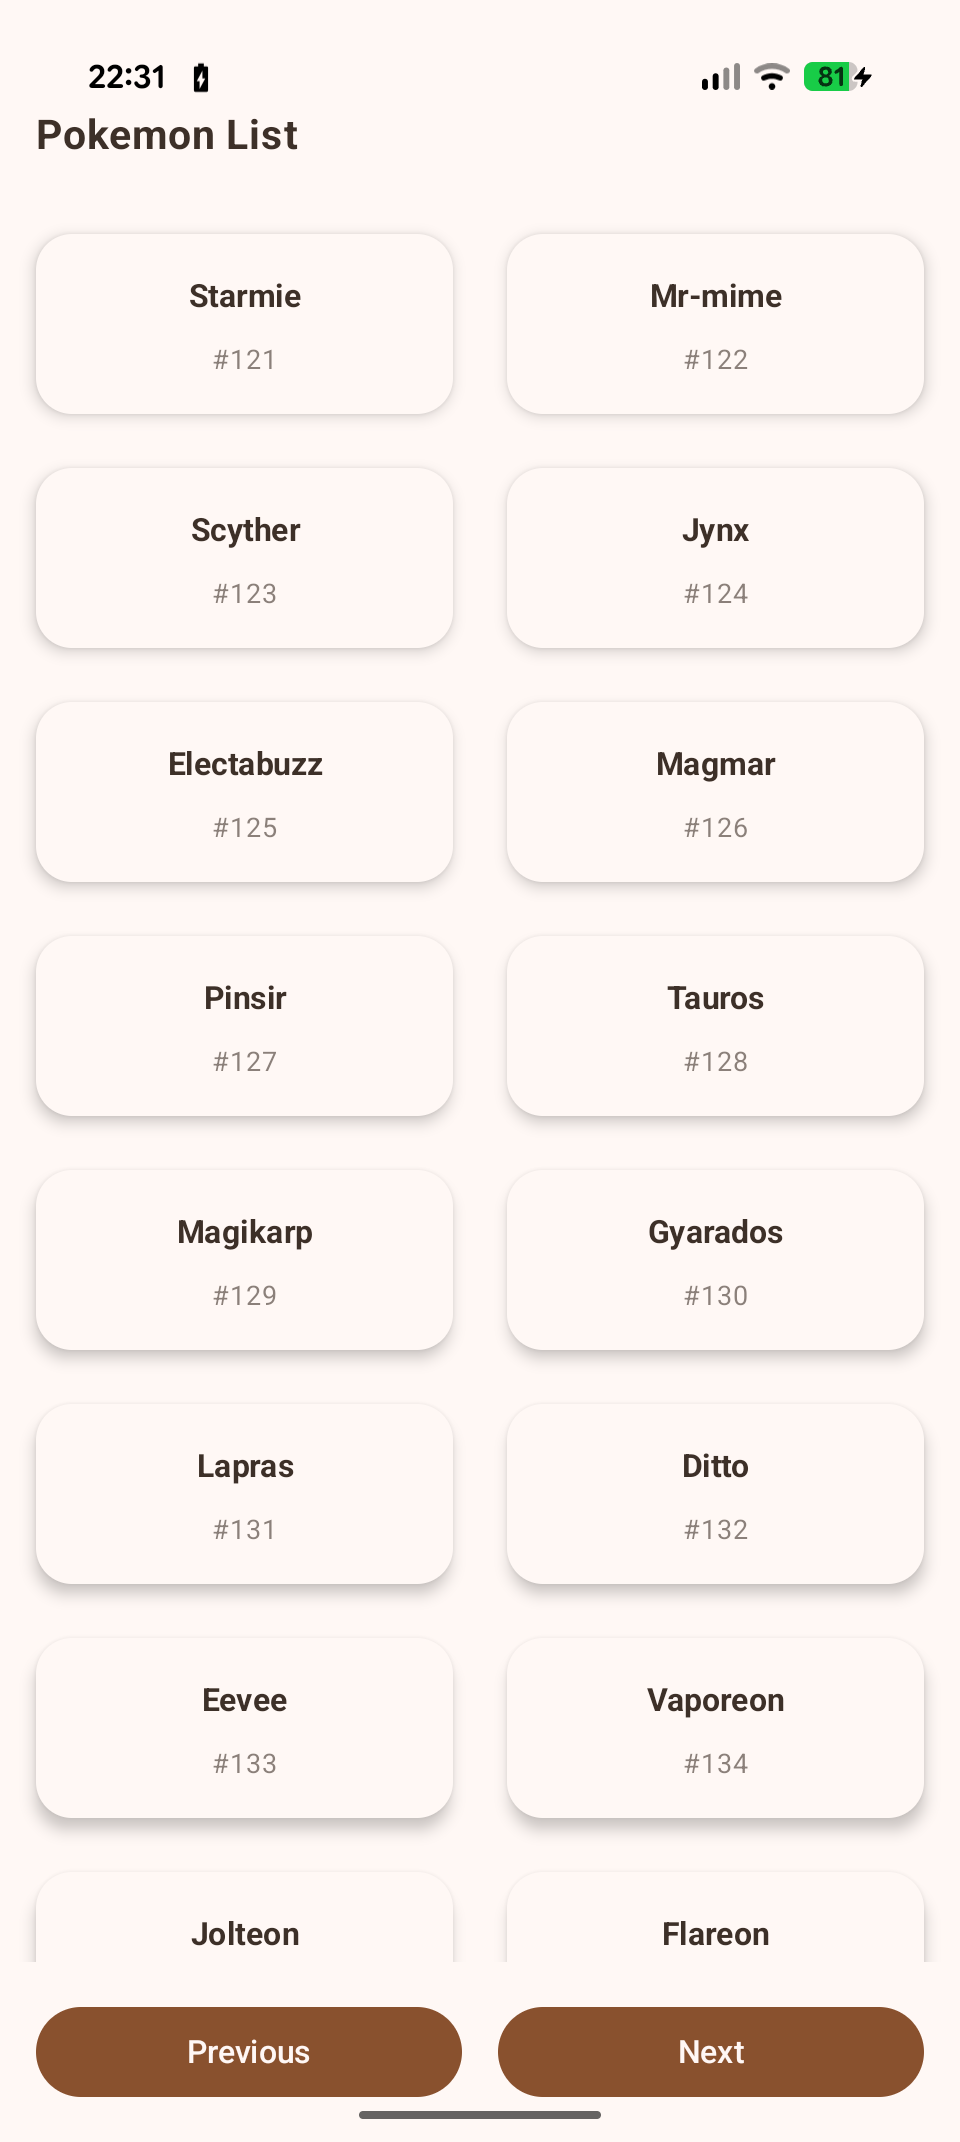 22:31
81
Pokemon List
Starmie
#121
Mr-mime
#122
Scyther
#123
Jynx
#124
Electabuzz
#125
Magmar
#126
Pinsir
#127
Tauros
#128
Magikarp
#129
Gyarados
#130
Lapras
#131
Ditto
#132
Eevee
#133
Vaporeon
#134
Jolteon
Flareon
Previous
Next